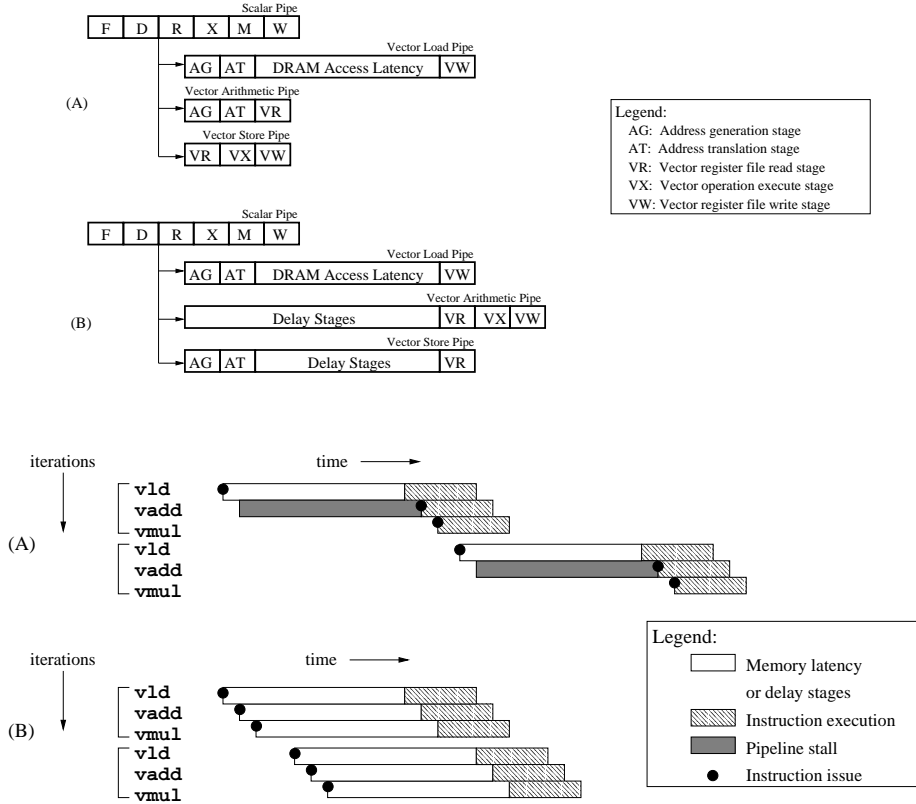 Scalar Pipe
F D R X M W
Vector Load Pipe
AG AT DRAM Access Latency VW
Vector Arithmetic Pipe
(A)
AG AT VR
Vector Store Pipe
VR VX VW
Legend:
AG: Address generation stage
AT: Address translation stage
VR: Vector register file read stage
VX: Vector operation execute stage
VW: Vector register file write stage
Scalar Pipe
F D R X M W
Vector Load Pipe
AG AT DRAM Access Latency VW
Vector Arithmetic Pipe
(B)
Delay Stages VR VX VW
Vector Store Pipe
AG AT Delay Stages VR
iterations time
vld
vadd
vmul
(A)
vld
vadd
vmul
iterations time
vld
vadd
(B)
vmul
vld
vadd
vmul
Legend:
Memory latency
or delay stages
Instruction execution
Pipeline stall
Instruction issue